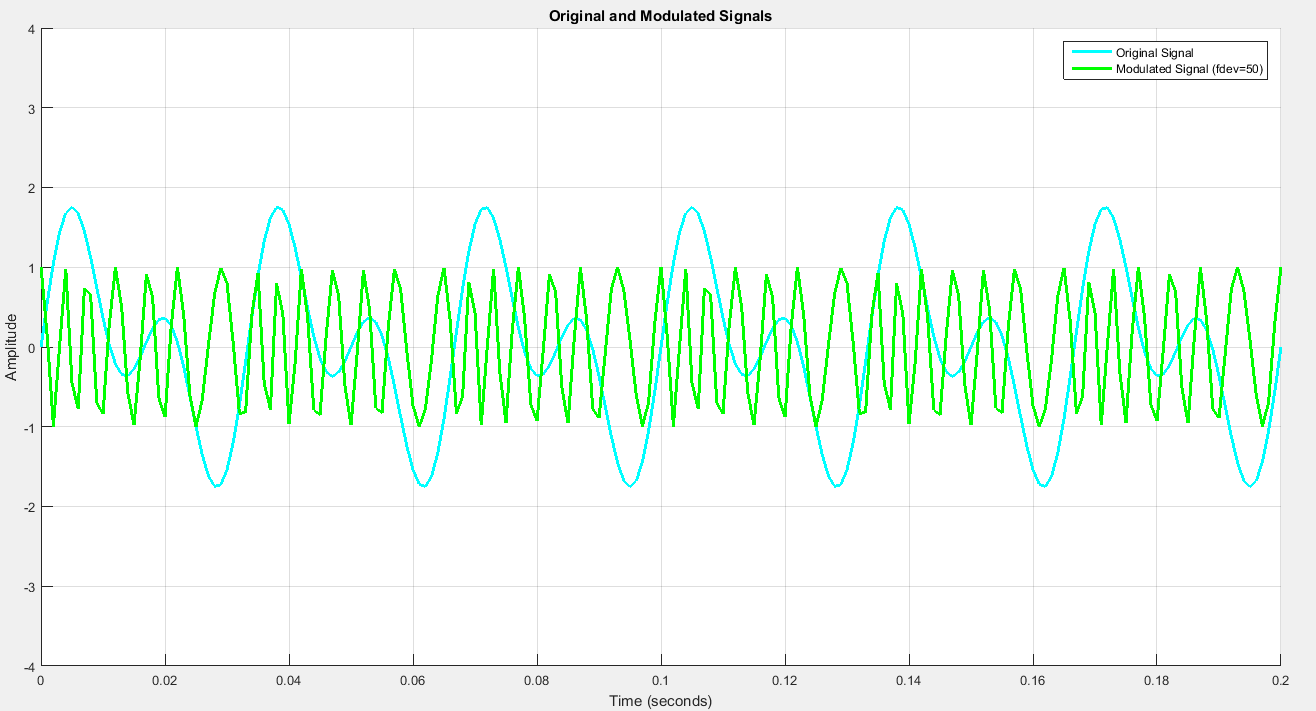 Original and Modulated Signals
Original Signal
Modulated Signal (fdev=50)
Amplitude
4
3
2
1
0
-1
-2
-3
-4
0 0.02 0.04 0.06 0.08 0.1 0.12 0.14 0.16 0.18 0.2
Time (seconds)